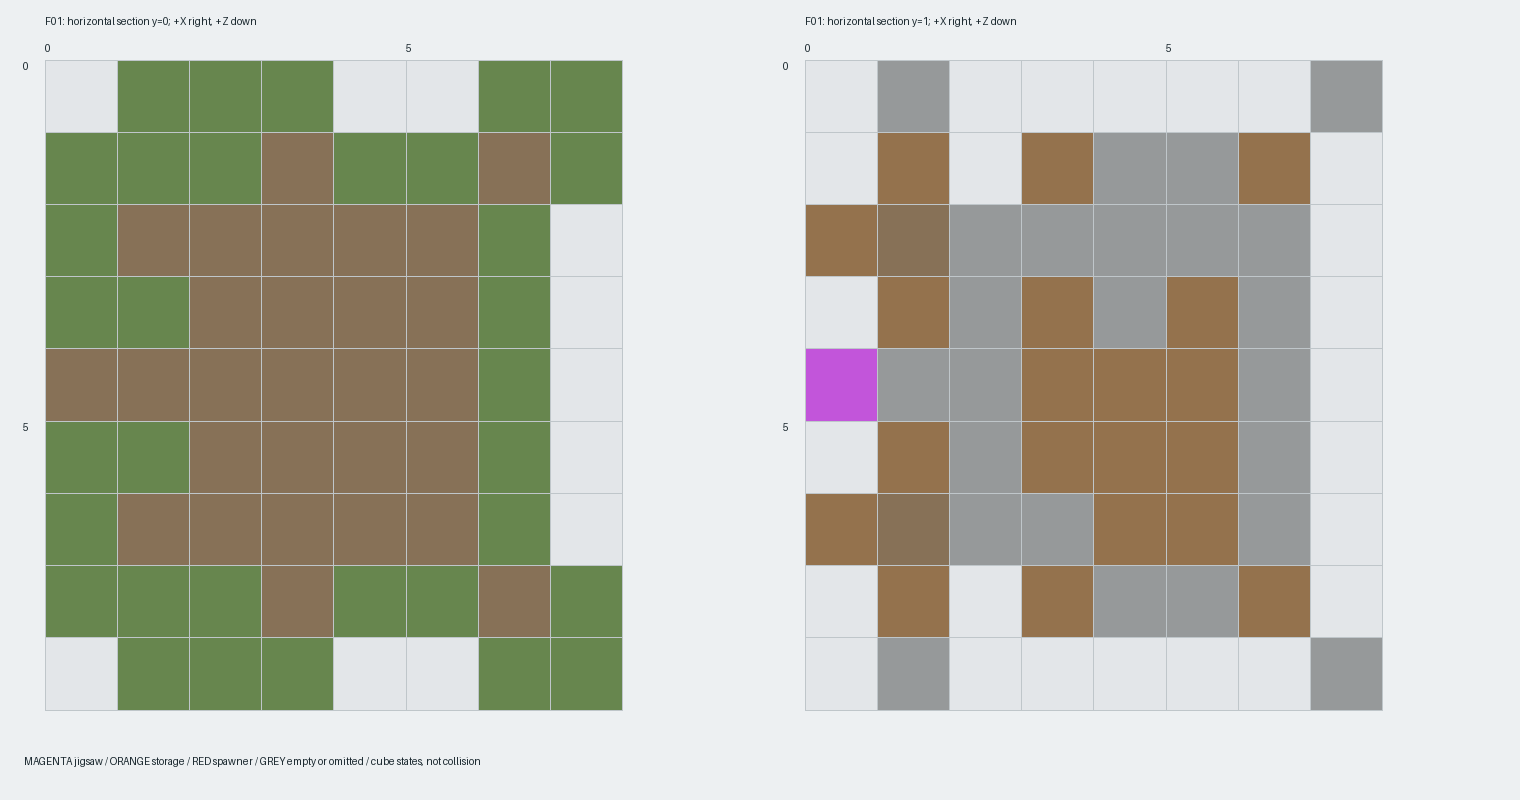 F01: horizontal section y=0; +X right, +Z down
F01: horizontal section y=1; +X right, +Z down
0 5
0 5
0
0
5
5
MAGENTA jigsaw / ORANGE storage / RED spawner / GREY empty or omitted / cube states, not collision